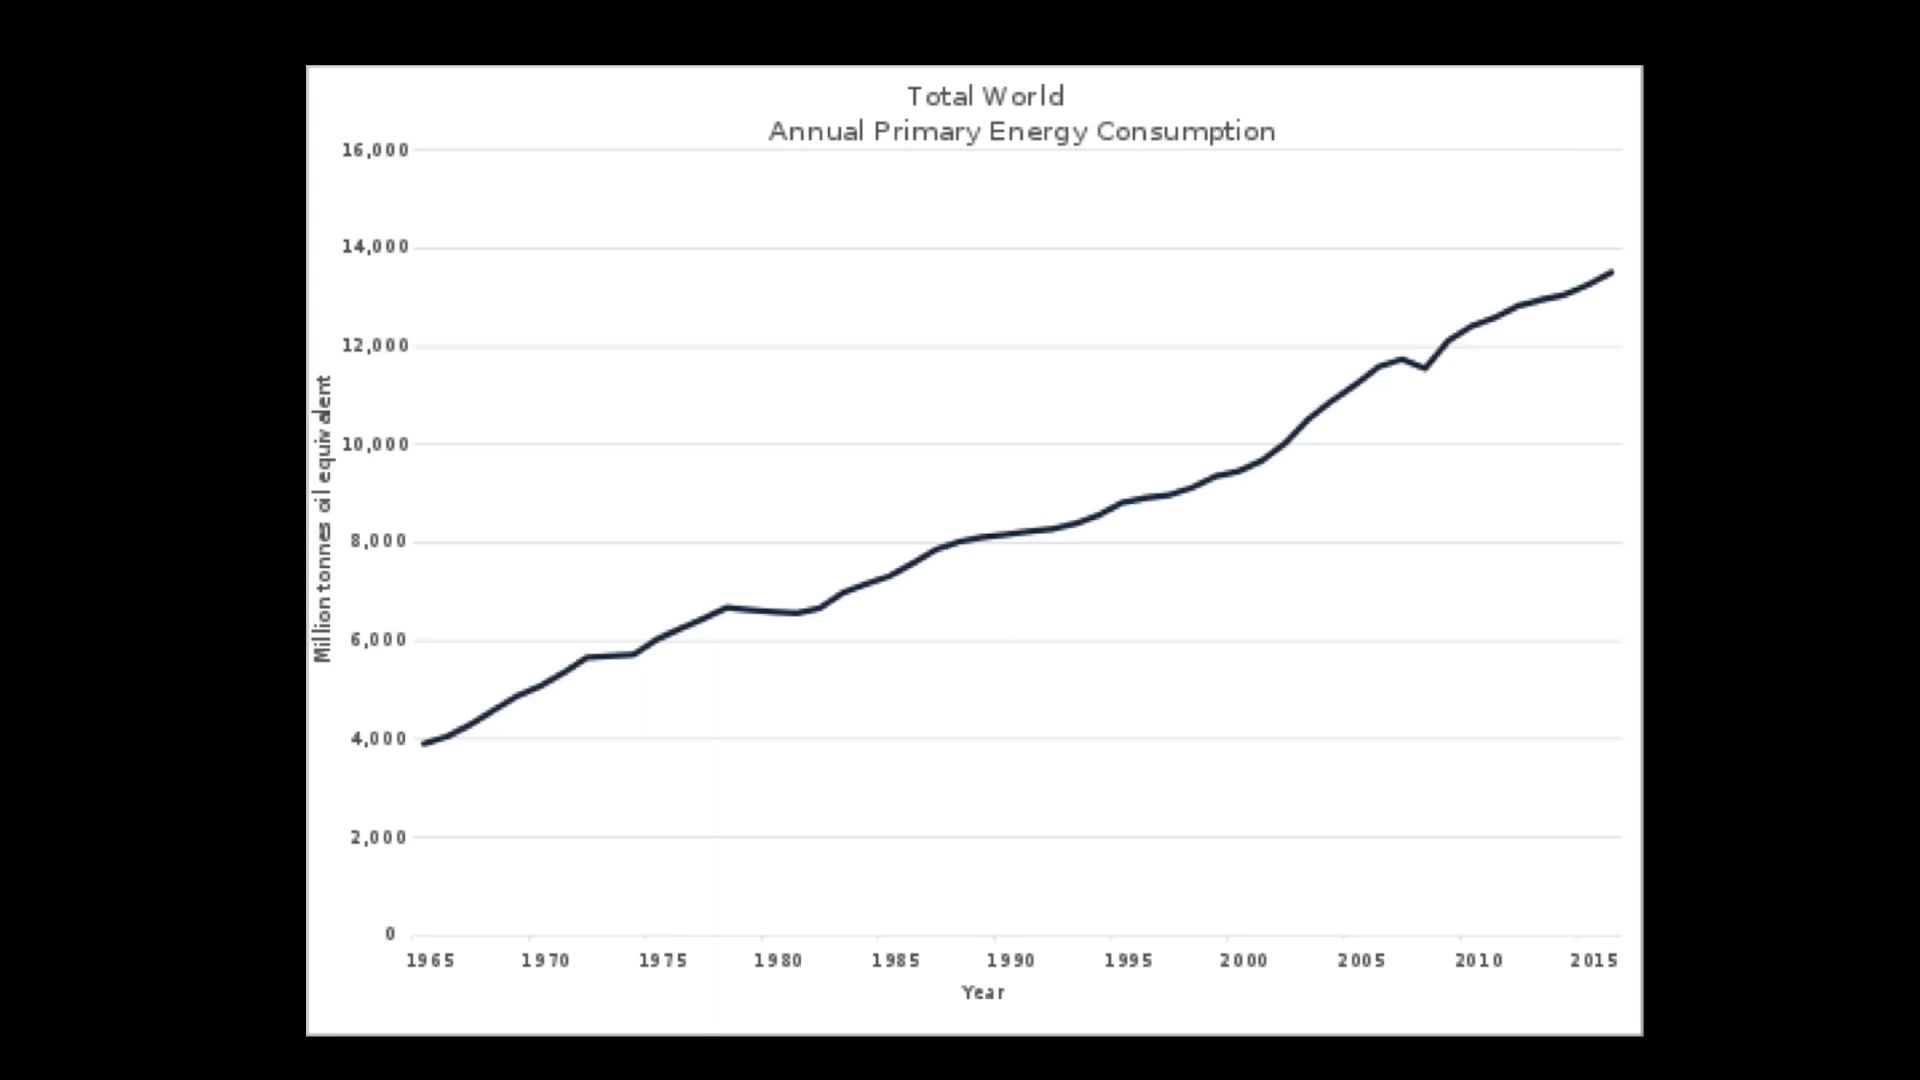 Total World
Annual Primary Energy Consumption
16,000
14,000
12,000
10,000
8,000
6,000
4,000
2,000
0
Million tonnes oil equivalent
1965 1970 1975 1980 1985 1990 1995 2000 2005 2010 2015
Year